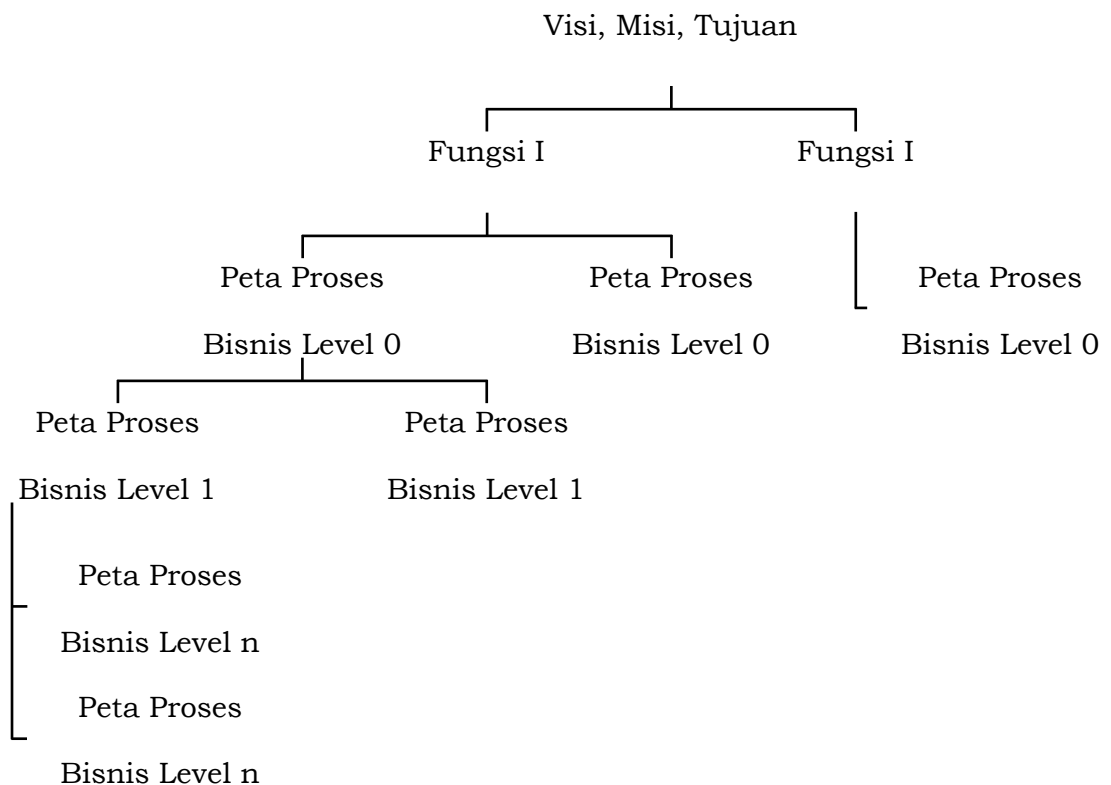 Visi, Misi, Tujuan
Fungsi I
Fungsi I
Peta Proses
Bisnis Level 0
Peta Proses
Bisnis Level 0
Peta Proses
Bisnis Level 0
Peta Proses
Bisnis Level 1
Peta Proses
Bisnis Level 1
Peta Proses
Bisnis Level n
Peta Proses
Bisnis Level n